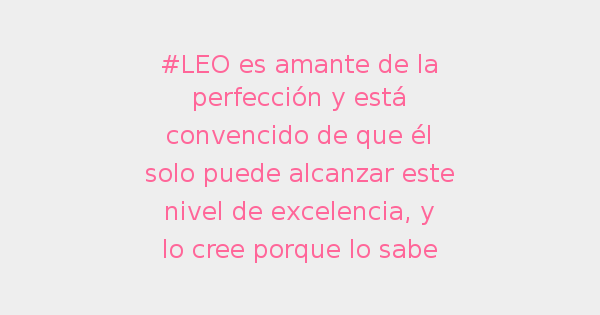 #LEO es amante de la
perfección y está
convencido de que él
solo puede alcanzar este
nivel de excelencia, y
lo cree porque lo sabe